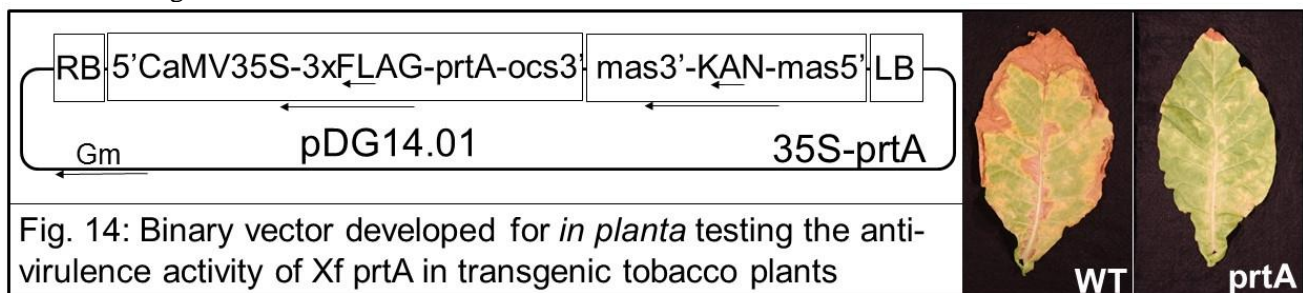 RB 5'CaMV35S-3xFLAG-prtA-ocs3' mas3'-KAN-mas5' LB
Gm pDG14.01 35S-prtA
Fig. 14: Binary vector developed for in planta testing the anti-
virulence activity of Xf prtA in transgenic tobacco plants
WT prtA